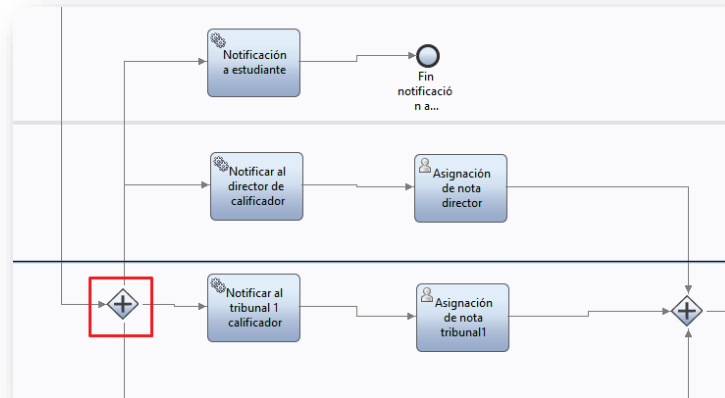 Notificación
a estudiante
Fin
notificació
n a...
Notificar al
director de
calificador
Asignación
de nota
director
Notificar al
tribunal 1
calificador
Asignación
de nota
tribunal1